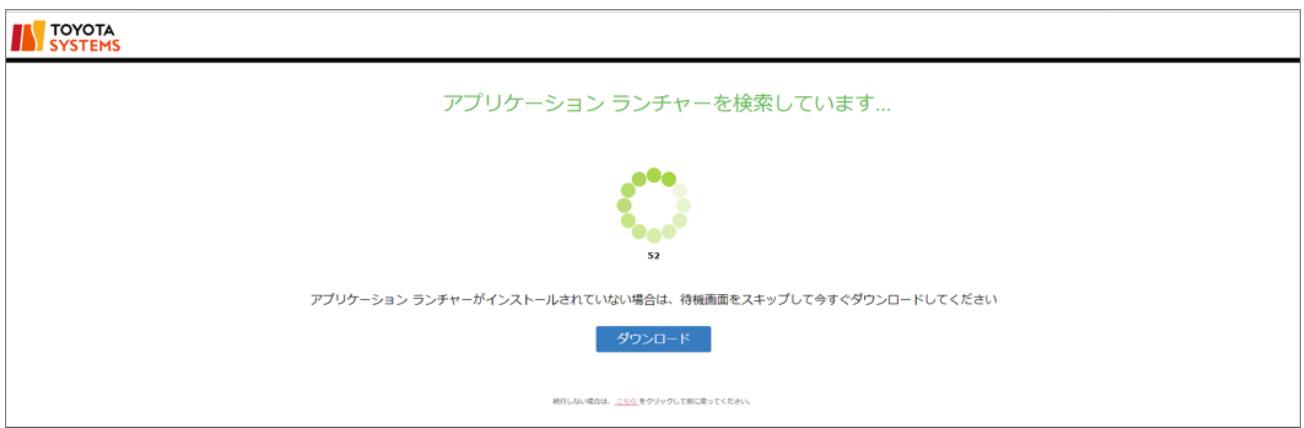 TOYOTA
SYSTEMS
アプリケーション ランチャーを検索しています...
52
アプリケーション ランチャーがインストールされていない場合は、待機画面をスキップして今すぐダウンロードしてください
ダウンロード
続行しない場合は、こちら をクリックして前に戻ってください。